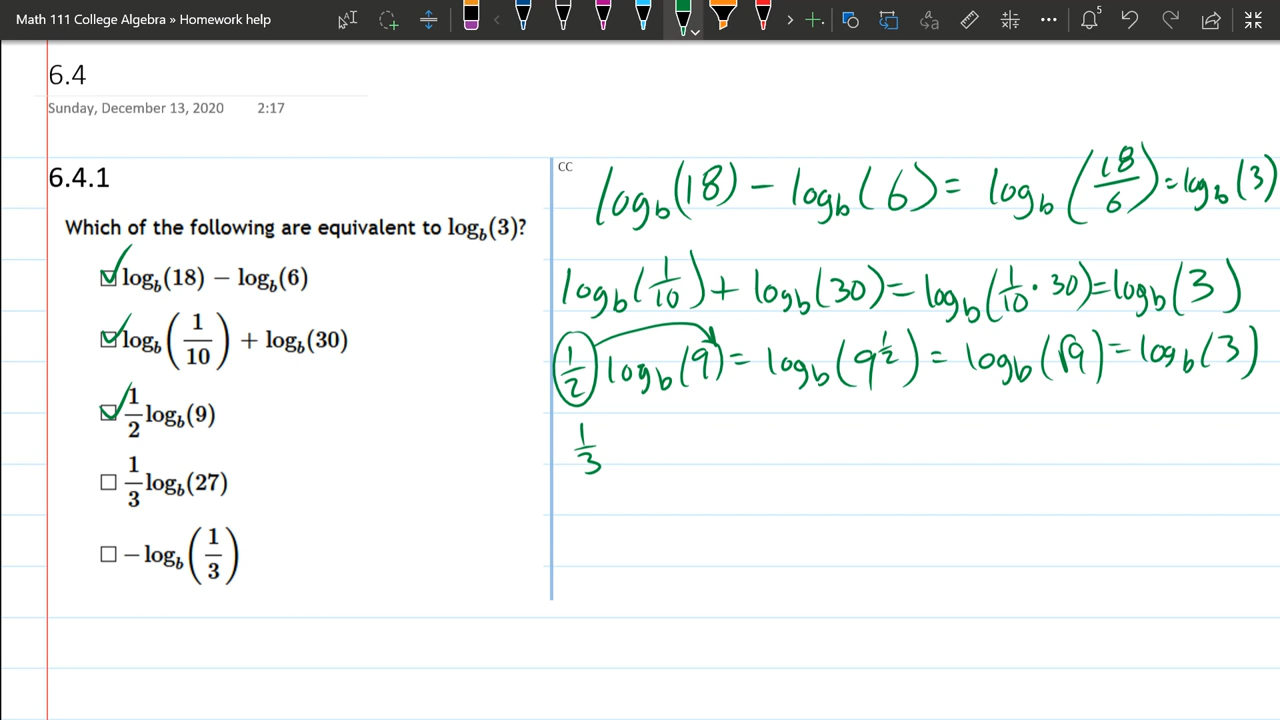 Math 111 College Algebra » Homework help
5
6.4
Sunday, December 13, 2020 2:17
6.4.1
Which of the following are equivalent to log_b(3)?
log_b(18) − log_b(6)
log_b(1/10) + log_b(30)
1/2 log_b(9)
1/3 log_b(27)
− log_b(1/3)
CC
log_b(18) − log_b(6) = log_b(18/6) = log_b(3)
log_b(1/10) + log_b(30) = log_b(1/10 · 30) = log_b(3)
1/2 log_b(9) = log_b(9^1/2) = log_b(√9) = log_b(3)
1/3